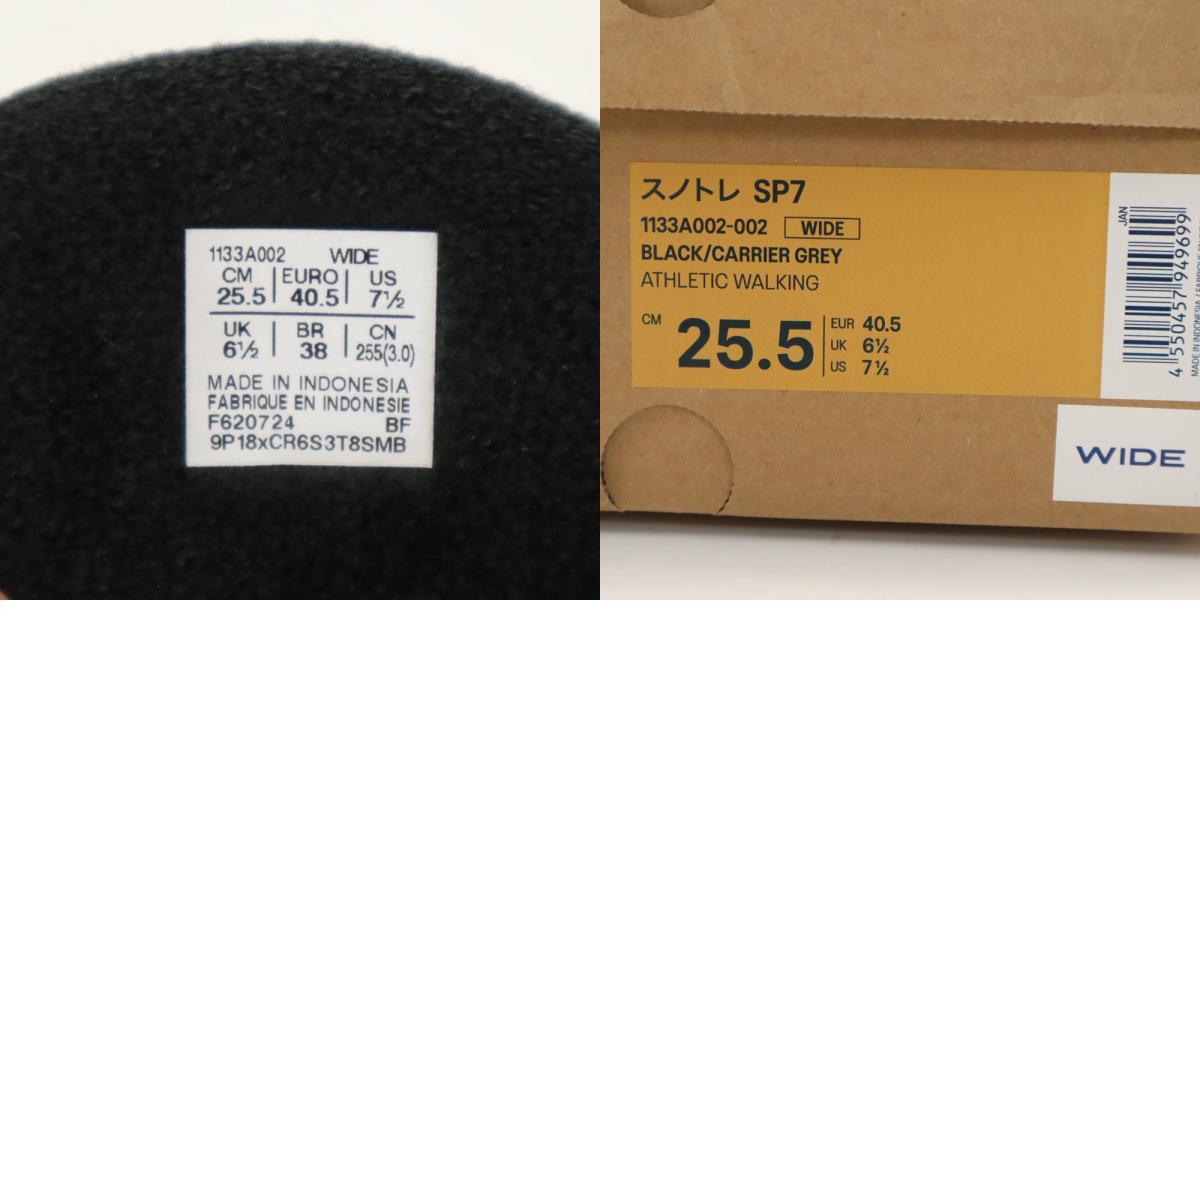 1133A002 WIDE
CM EURO US
25.5 40.5 7½
UK BR CN
6½ 38 255(3.0)
MADE IN INDONESIA
FABRIQUE EN INDONESIE
F620724 BF
9P18xCR6S3T8SMB
スノトレ SP7
1133A002-002 WIDE
BLACK/CARRIER GREY
ATHLETIC WALKING
CM 25.5
EUR 40.5
UK 6½
US 7½
JAN
4 550457 949699
WIDE